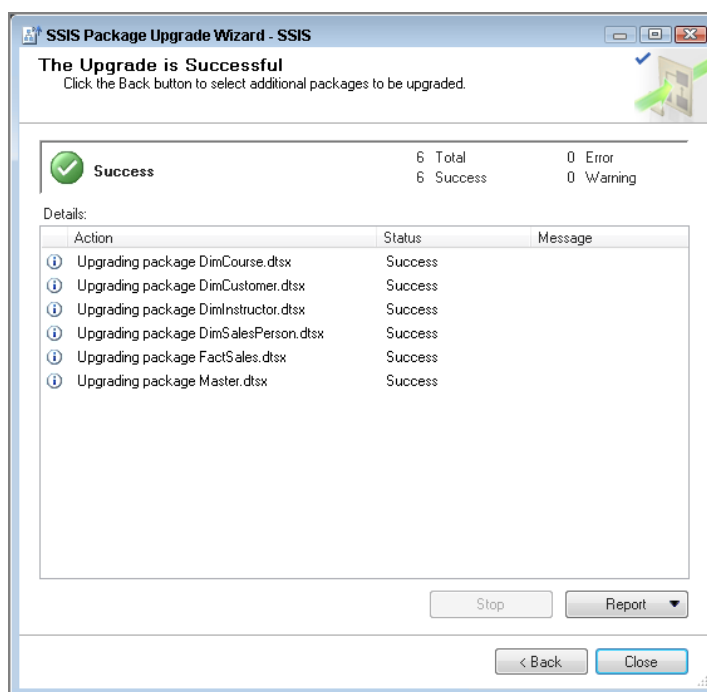 SSIS Package Upgrade Wizard - SSIS
The Upgrade is Successful
Click the Back button to select additional packages to be upgraded.
Success
6 Total 0 Error
6 Success 0 Warning
Details:
Action Status Message
Upgrading package DimCourse.dtsx Success
Upgrading package DimCustomer.dtsx Success
Upgrading package DimInstructor.dtsx Success
Upgrading package DimSalesPerson.dtsx Success
Upgrading package FactSales.dtsx Success
Upgrading package Master.dtsx Success
Stop Report
< Back Close